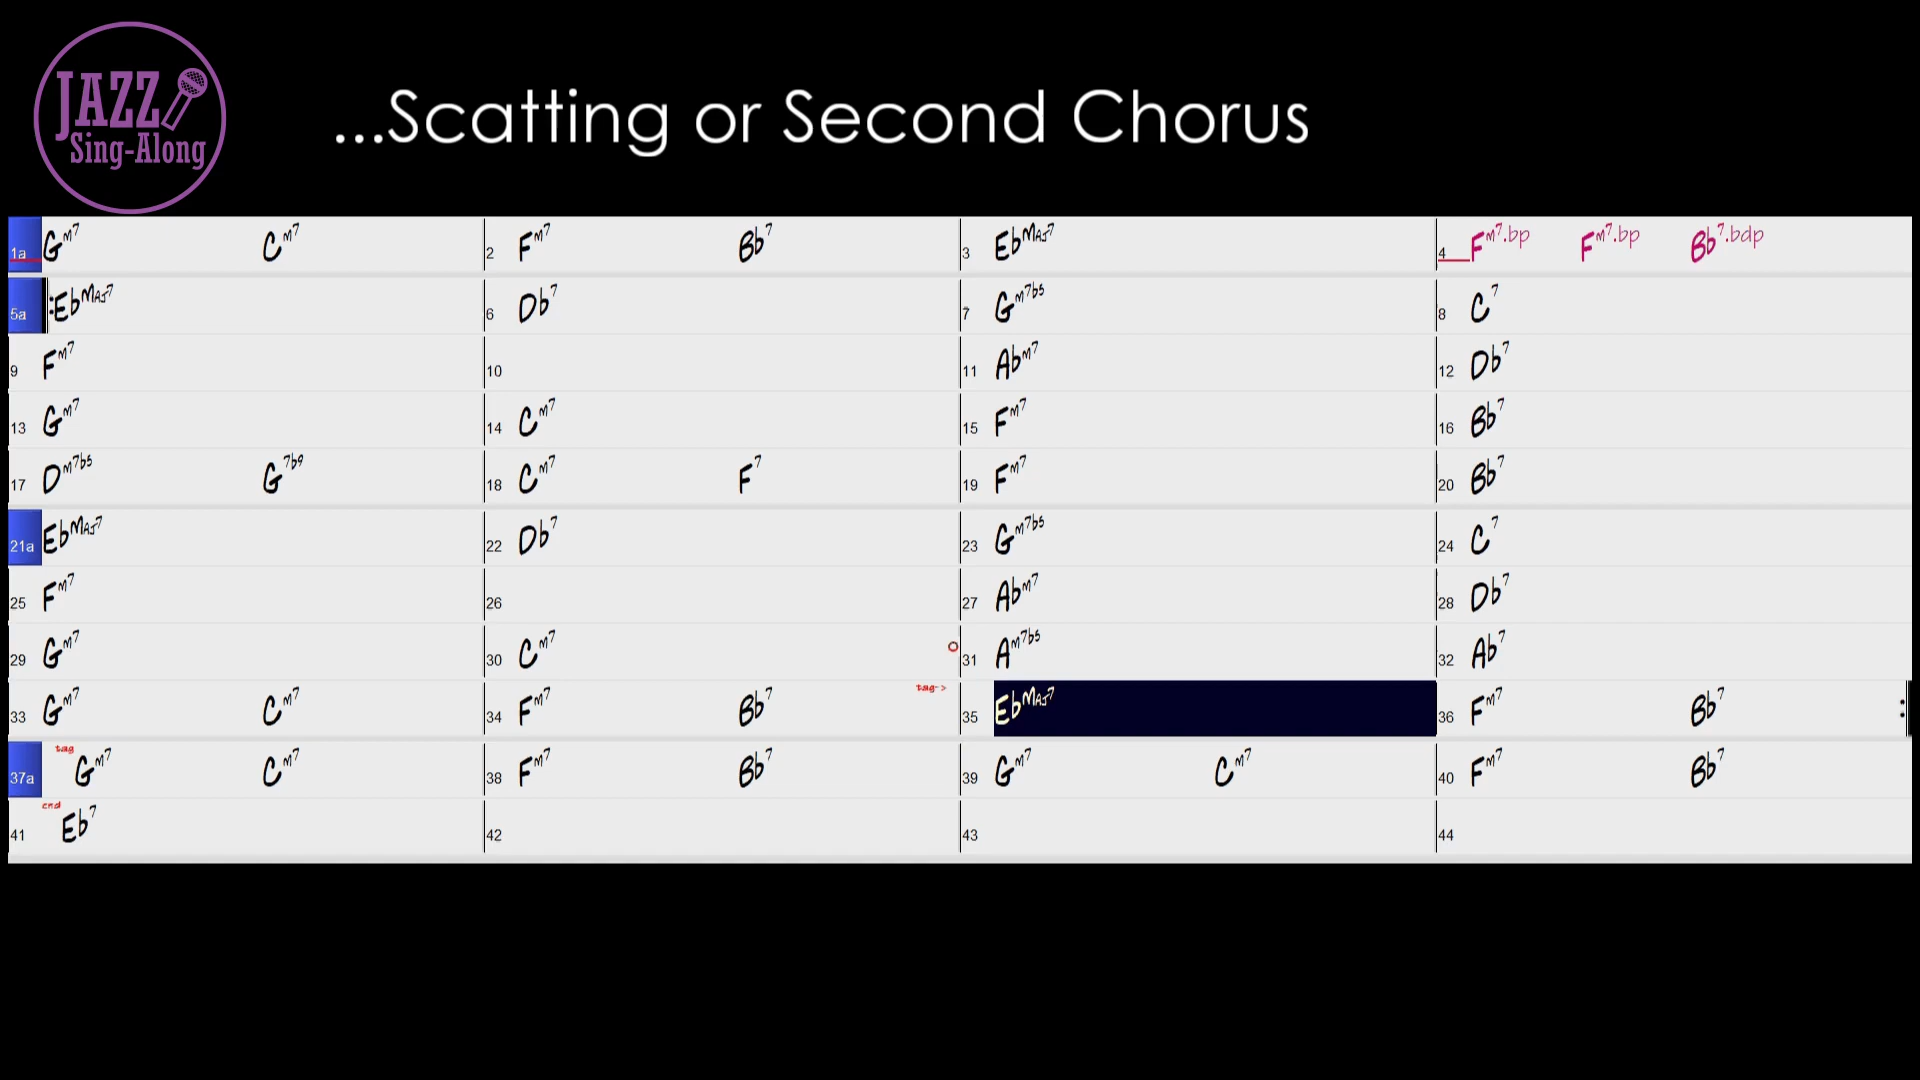 JAZZ
Sing-Along
...Scatting or Second Chorus
1a Gm7 Cm7 2 Fm7 Bb7 3 EbMaj7 4 Fm7.bp Fm7.bp Bb7.bdp
5a :EbMaj7 6 Db7 7 Gm7b5 8 C7
9 Fm7 10 11 Abm7 12 Db7
13 Gm7 14 Cm7 15 Fm7 16 Bb7
17 Dm7b5 G7b9 18 Cm7 F7 19 Fm7 20 Bb7
21a EbMaj7 22 Db7 23 Gm7b5 24 C7
25 Fm7 26 27 Abm7 28 Db7
29 Gm7 30 Cm7 31 Am7b5 32 Ab7
33 Gm7 Cm7 34 Fm7 Bb7 tag-> 35 EbMaj7 36 Fm7 Bb7 :
37a tag Gm7 Cm7 38 Fm7 Bb7 39 Gm7 Cm7 40 Fm7 Bb7
41 end Eb7 42 43 44